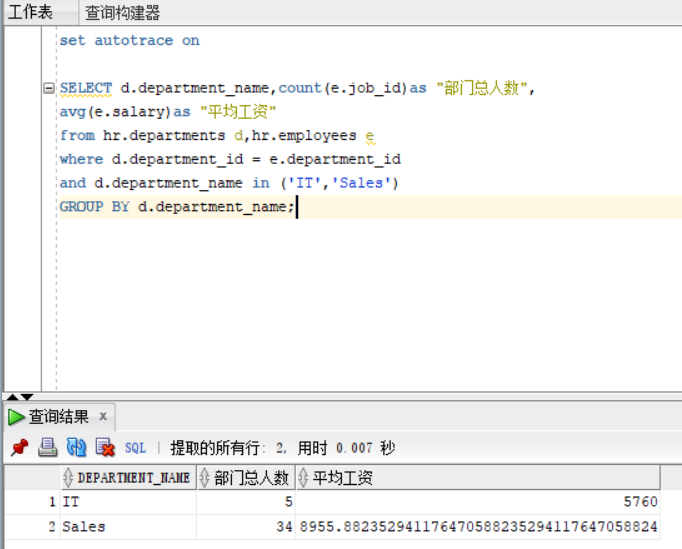 工作表 查询构建器
set autotrace on
SELECT d.department_name,count(e.job_id)as "部门总人数",
avg(e.salary)as "平均工资"
from hr.departments d,hr.employees e
where d.department_id = e.department_id
and d.department_name in ('IT','Sales')
GROUP BY d.department_name;
查询结果 x
SQL | 提取的所有行: 2, 用时 0.007 秒
DEPARTMENT_NAME 部门总人数 平均工资
1 IT 5 5760
2 Sales 34 8955.88235294117647058823529411764705882​4